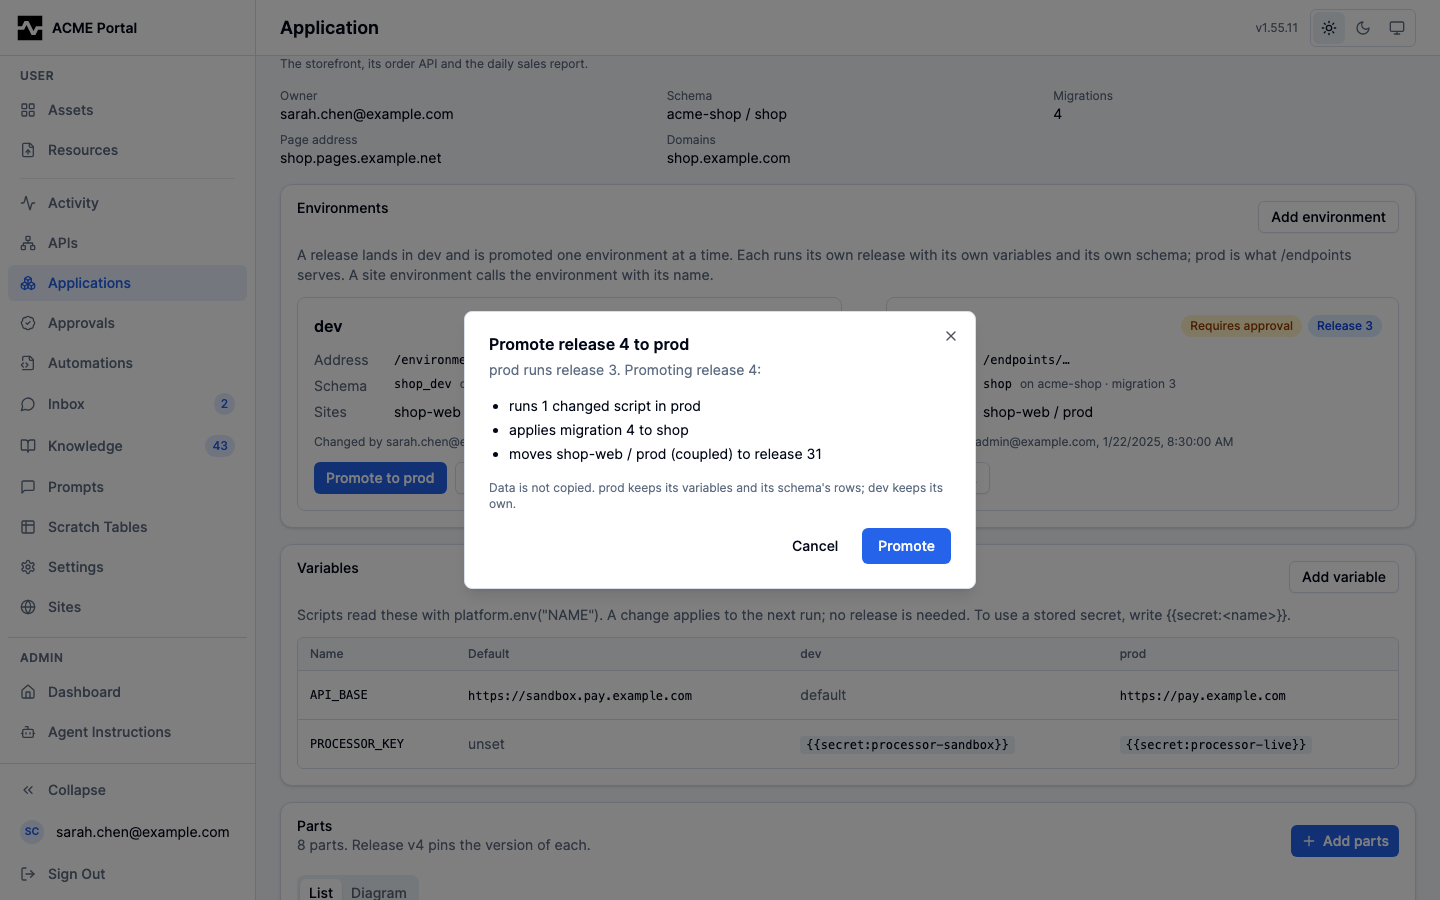 ACME Portal
Application
v1.55.11
USER
Assets
Resources
Activity
APIs
Applications
Approvals
Automations
Inbox
2
Knowledge
43
Prompts
Scratch Tables
Settings
Sites
ADMIN
Dashboard
Agent Instructions
Collapse
SC
sarah.chen@example.com
Sign Out
The storefront, its order API and the daily sales report.
Owner
sarah.chen@example.com
Schema
acme-shop / shop
Migrations
4
Page address
shop.pages.example.net
Domains
shop.example.com
Environments
Add environment
A release lands in dev and is promoted one environment at a time. Each runs its own release with its own variables and its own schema; prod is what /endpoints
serves. A site environment calls the environment with its name.
dev
Address
/environme
Schema
shop_dev
Sites
shop-web
Changed by sarah.chen@e
Promote to prod
Requires approval
Release 3
/endpoints/…
shop on acme-shop · migration 3
shop-web / prod
admin@example.com, 1/22/2025, 8:30:00 AM
Promote release 4 to prod
prod runs release 3. Promoting release 4:
• runs 1 changed script in prod
• applies migration 4 to shop
• moves shop-web / prod (coupled) to release 31
Data is not copied. prod keeps its variables and its schema's rows; dev keeps its
own.
Cancel
Promote
Variables
Add variable
Scripts read these with platform.env("NAME"). A change applies to the next run; no release is needed. To use a stored secret, write {{secret:<name>}}.
Name
Default
dev
prod
API_BASE
https://sandbox.pay.example.com
default
https://pay.example.com
PROCESSOR_KEY
unset
{{secret:processor-sandbox}}
{{secret:processor-live}}
Parts
8 parts. Release v4 pins the version of each.
Add parts
List
Diagram